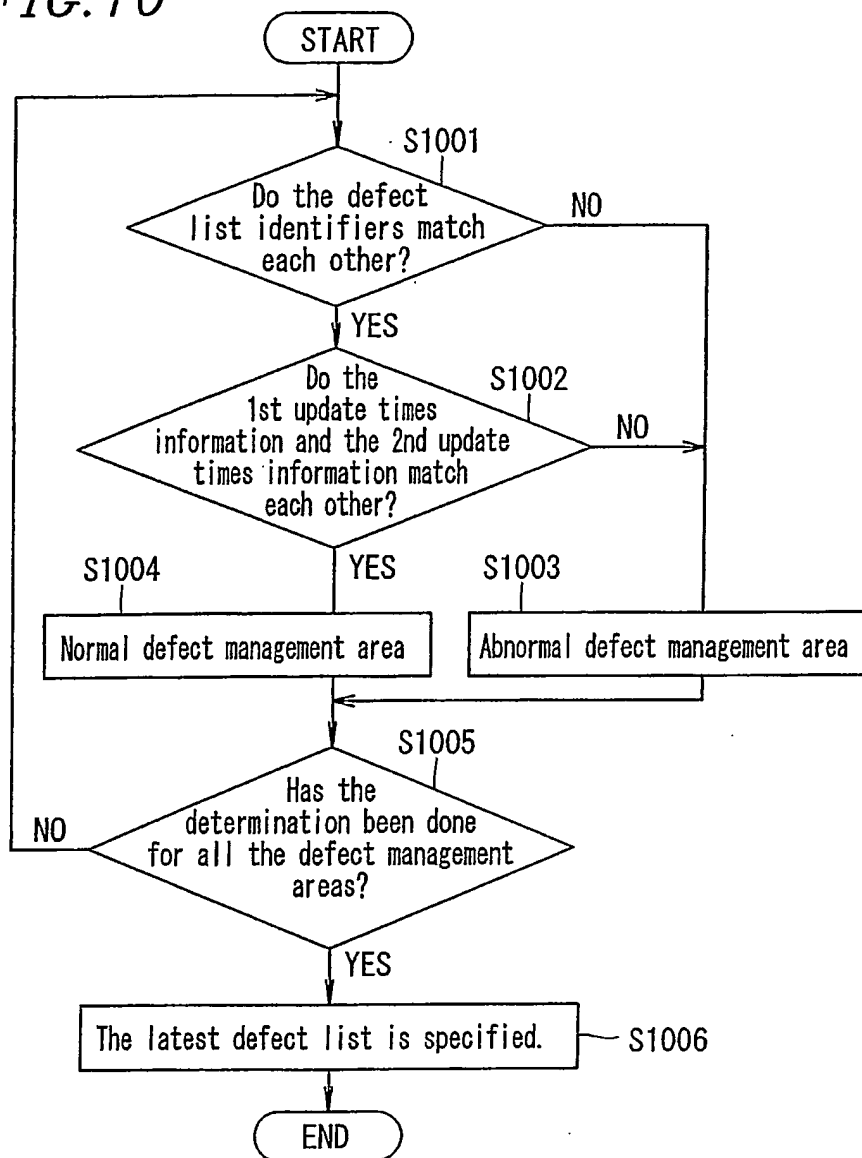 FIG. 10
START
S1001
Do the defect
list identifiers match
each other?
NO
YES
S1002
Do the
1st update times
information and the 2nd update
times information match
each other?
NO
YES
S1004
S1003
Normal defect management area
Abnormal defect management area
S1005
Has the
determination been done
for all the defect management
areas?
NO
YES
The latest defect list is specified.
S1006
END